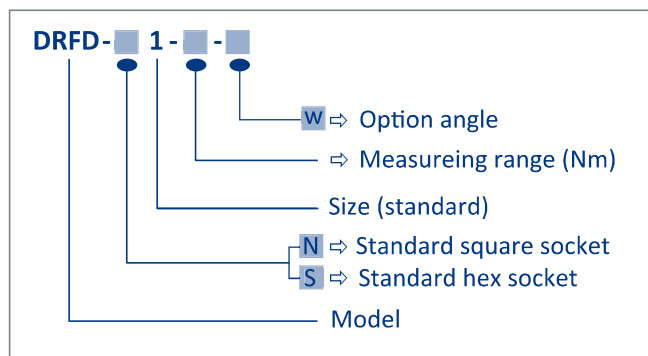 DRFD- 1 - -
w ⇨ Option angle
⇨ Measureing range (Nm)
Size (standard)
N ⇨ Standard square socket
S ⇨ Standard hex socket
Model